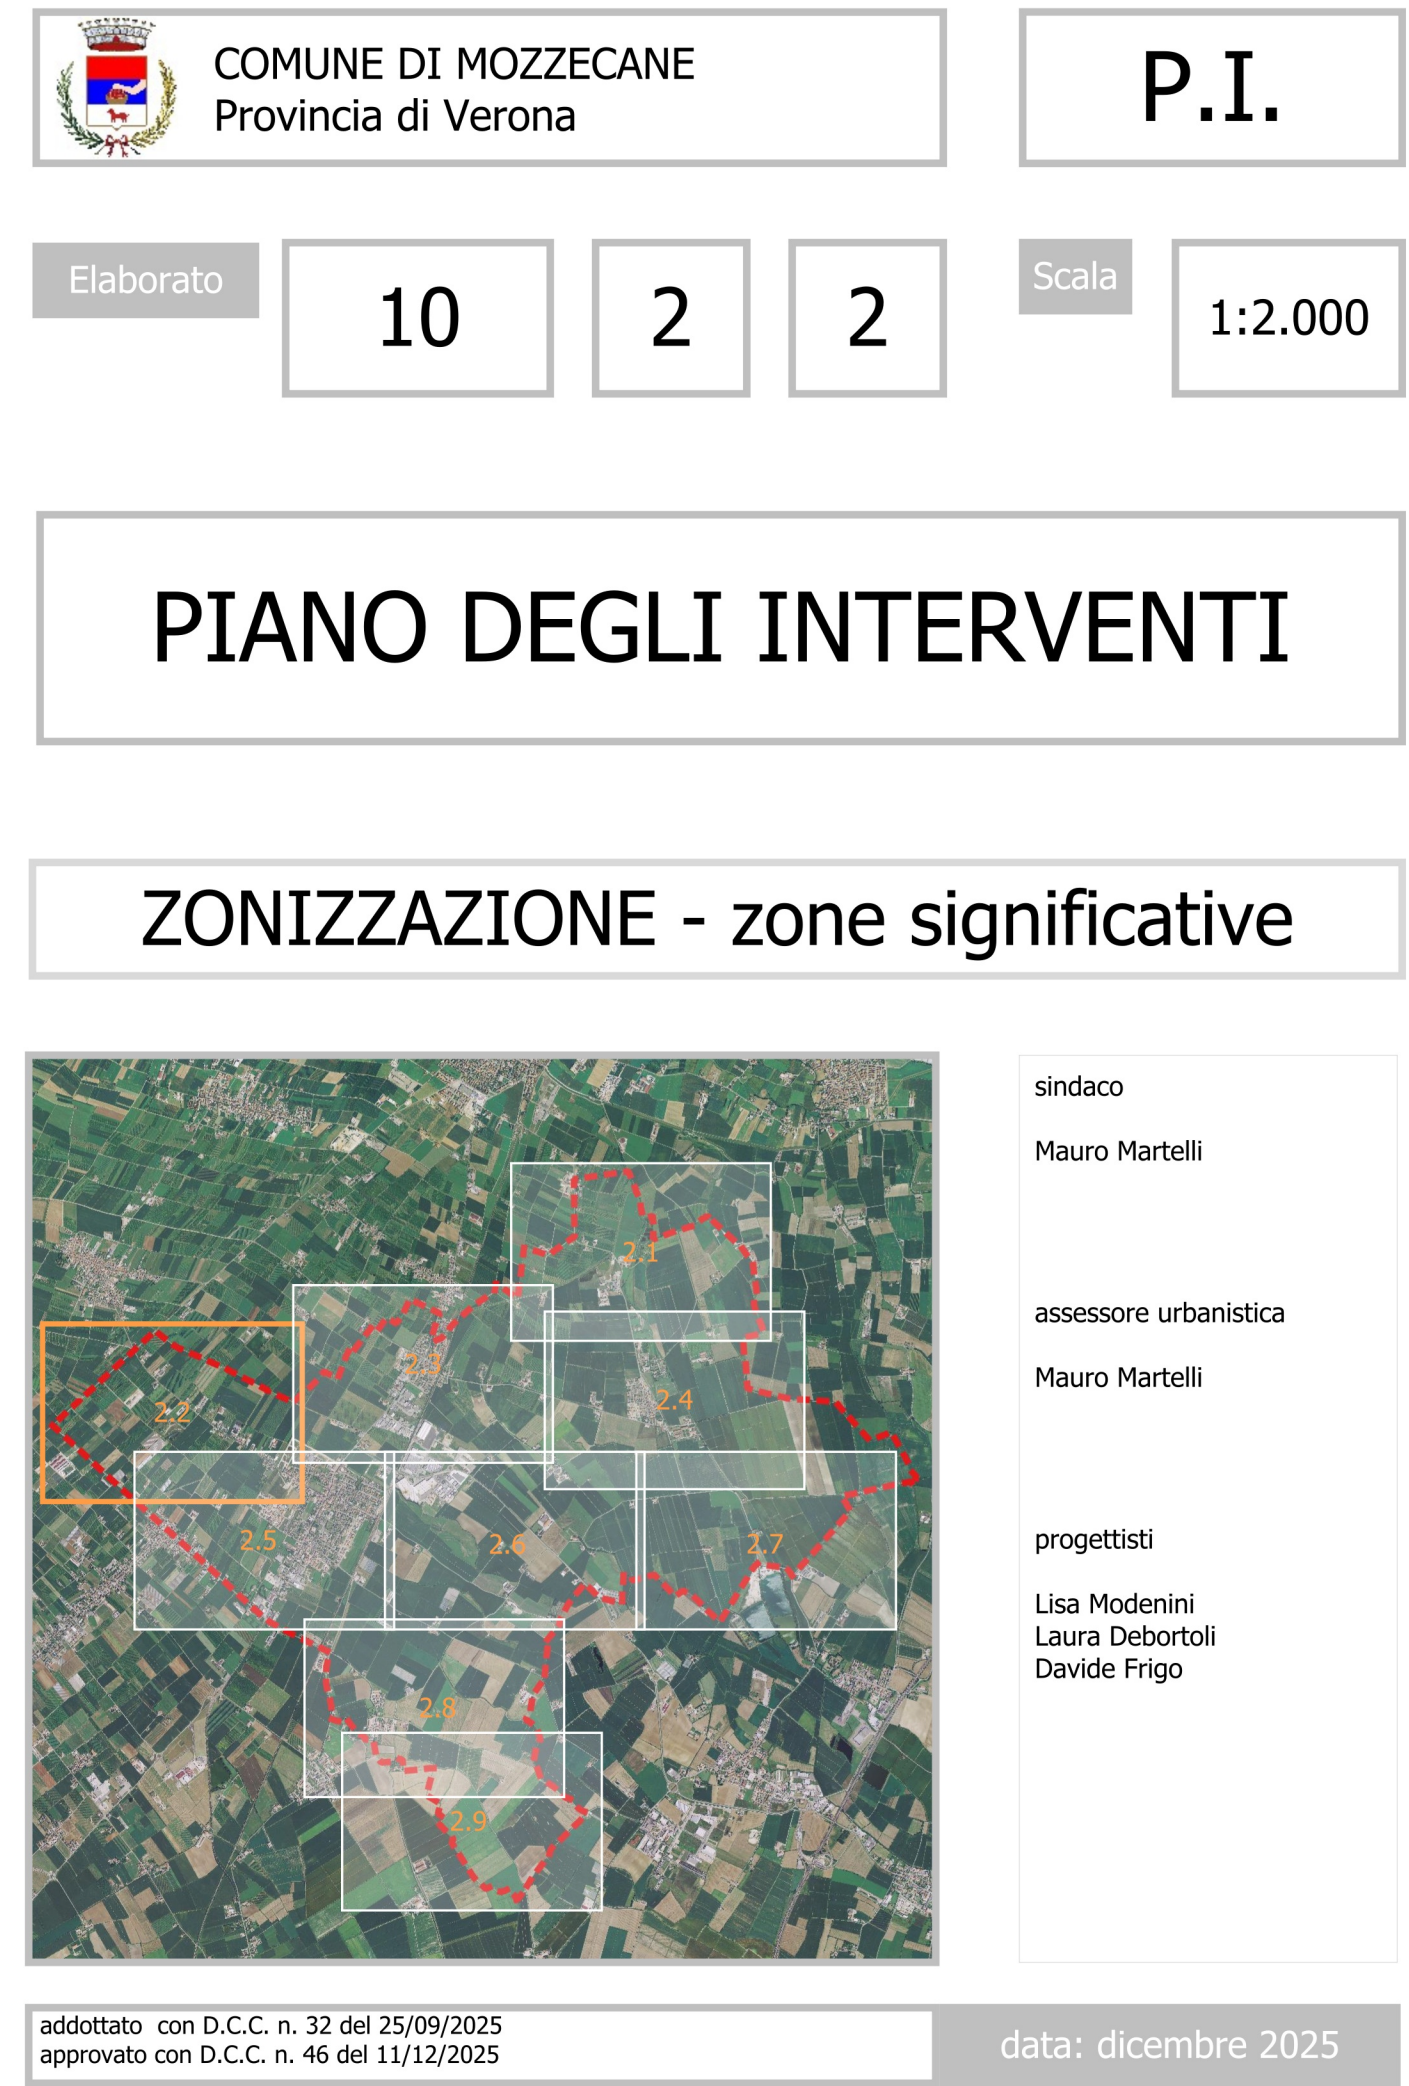 COMUNE DI MOZZECANE
Provincia di Verona
P.I.
Elaborato
10
2
2
Scala
1:2.000
PIANO DEGLI INTERVENTI
ZONIZZAZIONE - zone significative
2.1
2.3
2.4
2.2
2.5
2.6
2.7
2.8
2.9
sindaco
Mauro Martelli
assessore urbanistica
Mauro Martelli
progettisti
Lisa Modenini
Laura Debortoli
Davide Frigo
addottato con D.C.C. n. 32 del 25/09/2025
approvato con D.C.C. n. 46 del 11/12/2025
data: dicembre 2025